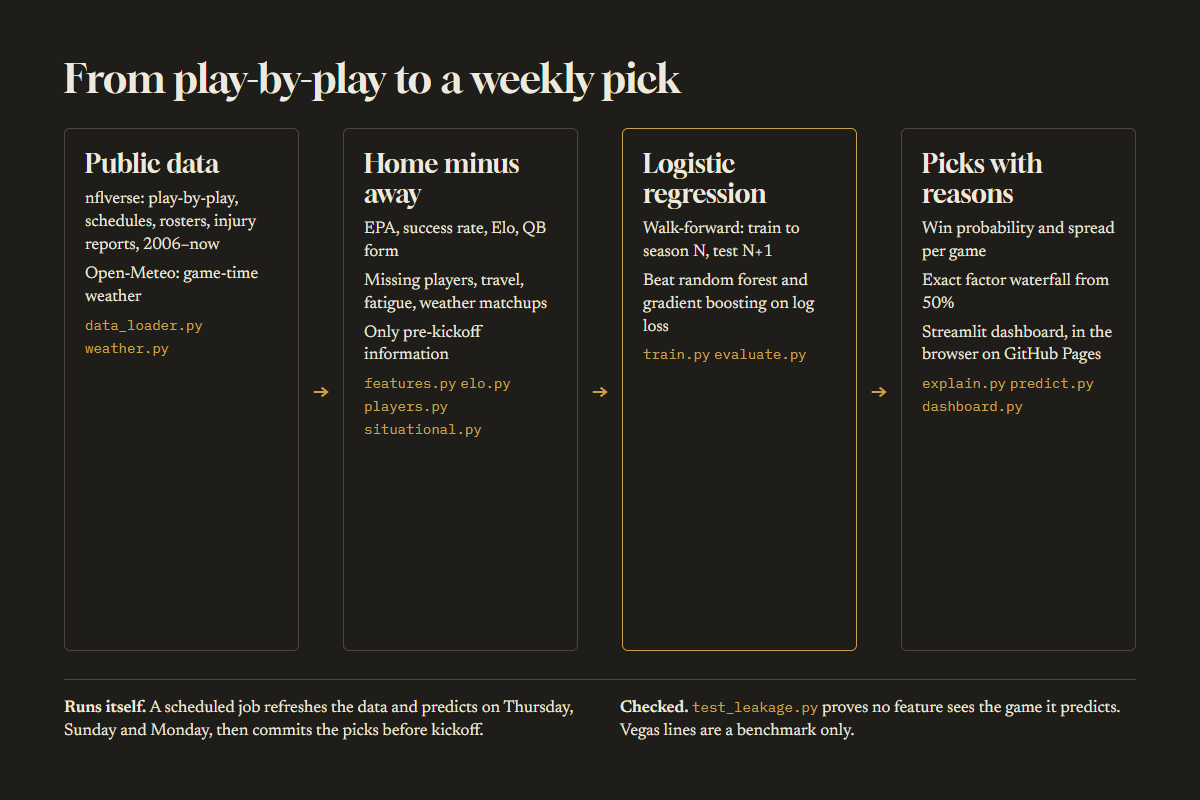 From play-by-play to a weekly pick
Public data
nflverse: play-by-play,
schedules, rosters, injury
reports, 2006–now
Open-Meteo: game-time
weather
data_loader.py
weather.py
→
Home minus
away
EPA, success rate, Elo, QB
form
Missing players, travel,
fatigue, weather matchups
Only pre-kickoff
information
features.py elo.py
players.py
situational.py
→
Logistic
regression
Walk-forward: train to
season N, test N+1
Beat random forest and
gradient boosting on log
loss
train.py evaluate.py
→
Picks with
reasons
Win probability and spread
per game
Exact factor waterfall from
50%
Streamlit dashboard, in the
browser on GitHub Pages
explain.py predict.py
dashboard.py
Runs itself. A scheduled job refreshes the data and predicts on Thursday,
Sunday and Monday, then commits the picks before kickoff.
Checked. test_leakage.py proves no feature sees the game it predicts.
Vegas lines are a benchmark only.